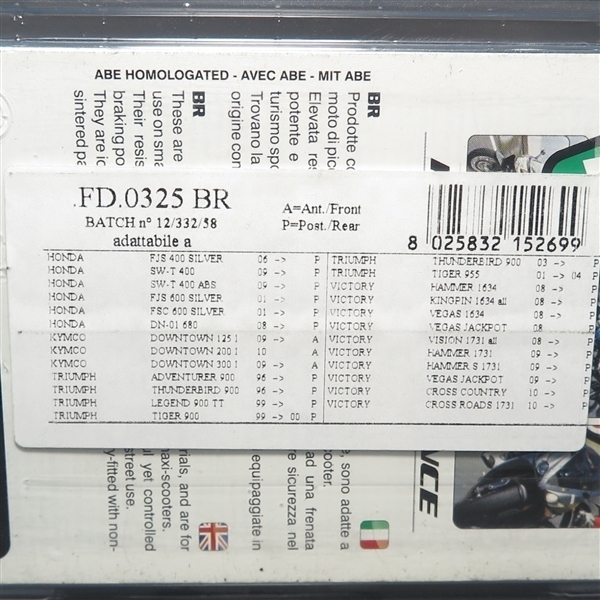 ABE HOMOLOGATED - AVEC ABE - MIT ABE
BR
These are
use on sma
Their resis
braking po
They are id
sintered pa
BR
Prodotte co
moto di pic
Elevata res
potente e
turismo spo
Trovano la
origine con
.FD.0325 BR
BATCH n° 12/332/58
adattabile a
A=Ant./Front
P=Post./Rear
8 025832 152699
HONDA FJS 400 SILVER 06 -> P TRIUMPH THUNDERBIRD 900 03 -> P
HONDA SW-T 400 09 -> P TRIUMPH TIGER 955 01 -> 04 P
HONDA SW-T 400 ABS 09 -> P VICTORY HAMMER 1634 08 -> P
HONDA FJS 600 SILVER 01 -> P VICTORY KINGPIN 1634 all 08 -> P
HONDA FSC 600 SILVER 01 -> P VICTORY VEGAS 1634 08 -> P
HONDA DN-01 680 08 -> P VICTORY VEGAS JACKPOT 08 P
KYMCO DOWNTOWN 125 I 09 -> A VICTORY VISION 1731 all 08 -> P
KYMCO DOWNTOWN 200 I 10 A VICTORY HAMMER 1731 09 -> P
KYMCO DOWNTOWN 300 I 09 -> A VICTORY HAMMER S 1731 09 -> P
TRIUMPH ADVENTURER 900 96 -> P VICTORY VEGAS JACKPOT 09 -> P
TRIUMPH THUNDERBIRD 900 96 -> P VICTORY CROSS COUNTRY 10 -> P
TRIUMPH LEGEND 900 TT 99 -> P VICTORY CROSS ROADS 1731 10 -> P
TRIUMPH TIGER 900 99 -> 00 P
rials, and are for
maxi-scooters.
ul yet controlled
street use.
y-fitted with non-
e, sono adatte a
cooter.
ad una frenata
e sicurezza nel
equipaggiate in
NCE